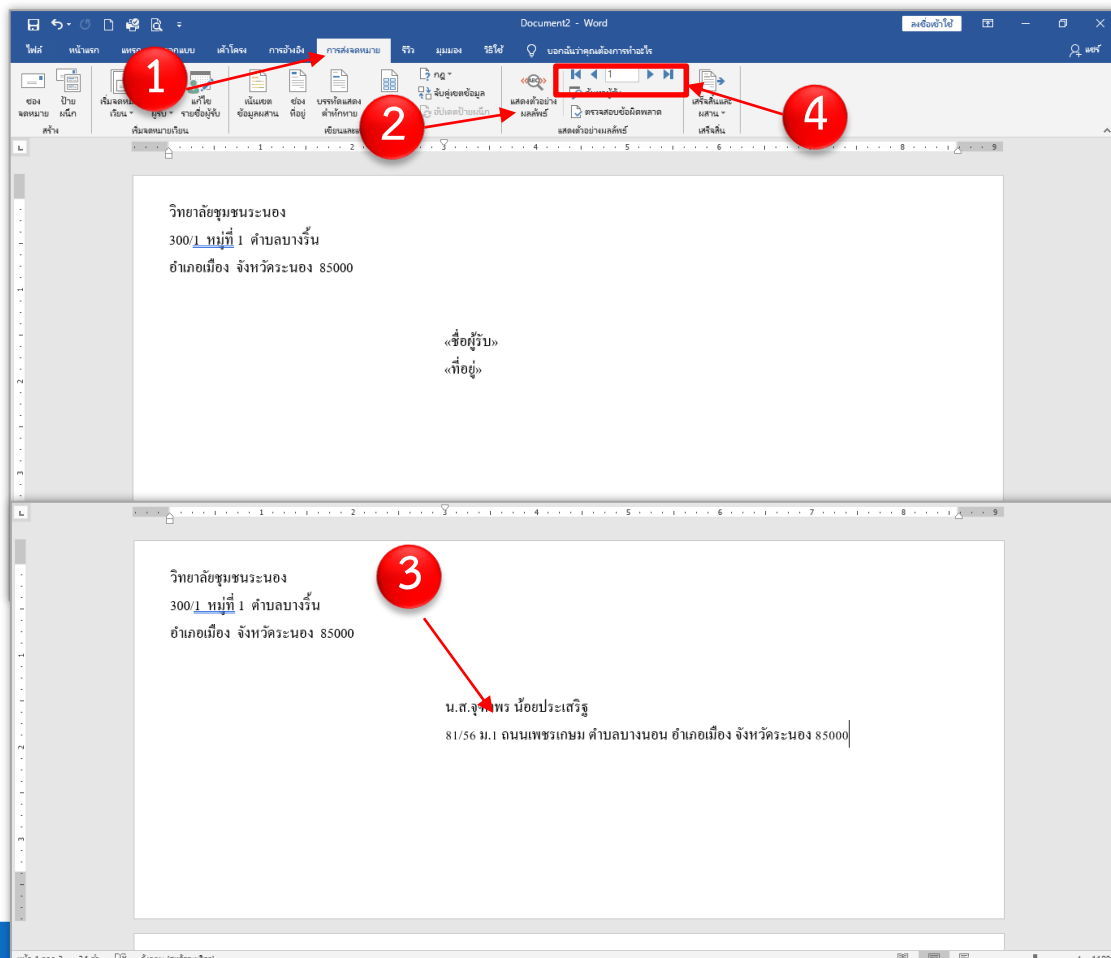 Document2 - Word
ลงชื่อเข้าใช้
ไฟล์ หน้าแรก แทรก เค้าโครง การอ้างอิง การส่งจดหมาย รีวิว มุมมอง วิธีใช้ บอกฉันว่าคุณต้องการทำอะไร แชร์
1
2
4
ซองจดหมาย
ป้ายผนึก
แก้ไขรายชื่อผู้รับ
เน้นเขตข้อมูลผสาน
ช่องที่อยู่
บรรทัดแสดงคำทักทาย
กฎ
จับคู่เขตข้อมูล
อัปเดตป้ายผนึก
แสดงตัวอย่างผลลัพธ์
1
ตรวจสอบข้อผิดพลาด
เสร็จสิ้นและผสาน
สร้าง
เริ่มจดหมายเวียน
แสดงตัวอย่างผลลัพธ์
เสร็จสิ้น
วิทยาลัยชุมชนระนอง
300/1 หมู่ที่ 1 ตำบลบางริ้น
อำเภอเมือง จังหวัดระนอง 85000
«ชื่อผู้รับ»
«ที่อยู่»
3
วิทยาลัยชุมชนระนอง
300/1 หมู่ที่ 1 ตำบลบางริ้น
อำเภอเมือง จังหวัดระนอง 85000
น.ส. น้อยประเสริฐ
81/56 ม.1 ถนนเพชรเกษม ตำบลบางนอน อำเภอเมือง จังหวัดระนอง 85000